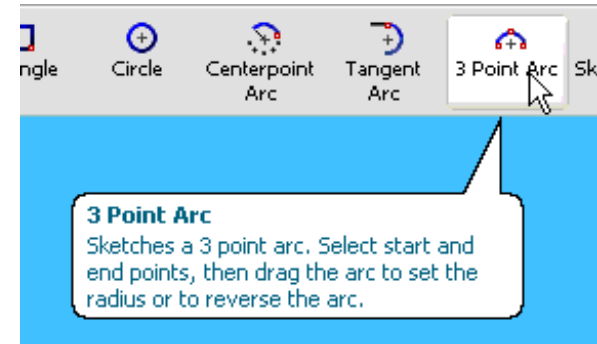 ngle Circle Centerpoint Tangent 3 Point Arc Sk
Arc Arc
3 Point Arc
Sketches a 3 point arc. Select start and
end points, then drag the arc to set the
radius or to reverse the arc.